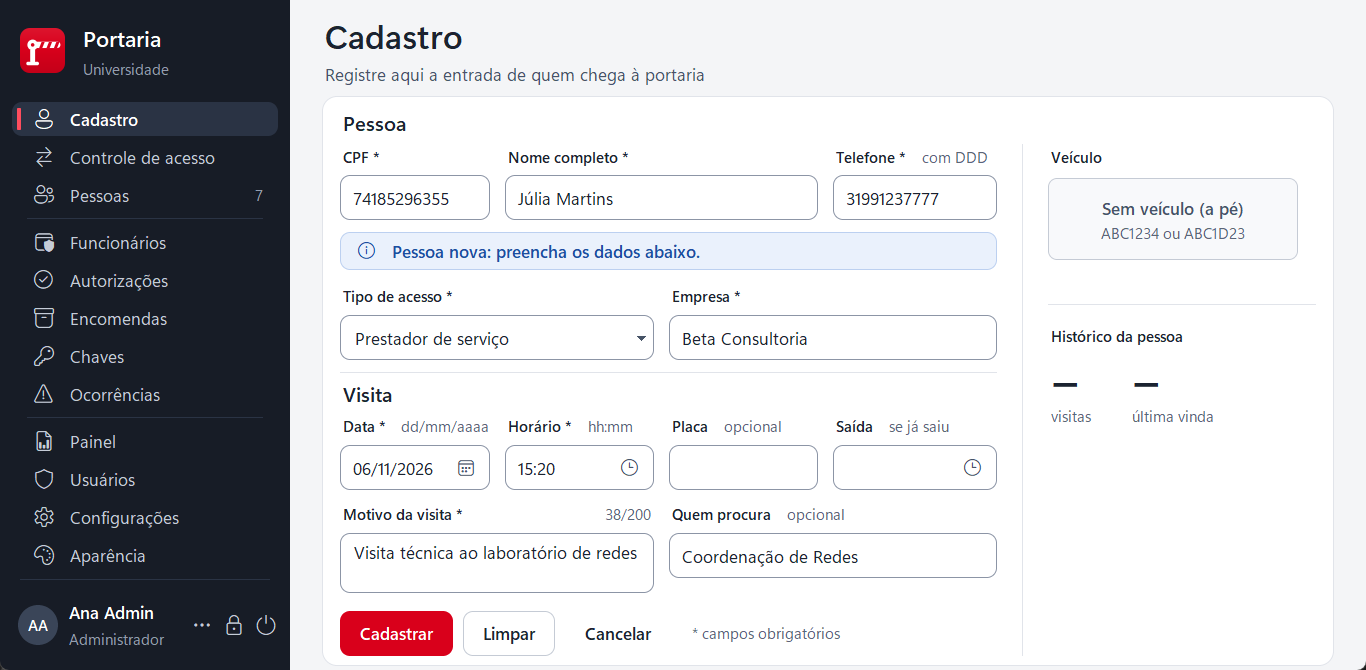 Portaria
Universidade
Cadastro
Controle de acesso
Pessoas 7
Funcionários
Autorizações
Encomendas
Chaves
Ocorrências
Painel
Usuários
Configurações
Aparência
AA
Ana Admin
Administrador
Cadastro
Registre aqui a entrada de quem chega à portaria
Pessoa
CPF * Nome completo * Telefone * com DDD
74185296355 Júlia Martins 31991237777
Pessoa nova: preencha os dados abaixo.
Tipo de acesso * Empresa *
Prestador de serviço Beta Consultoria
Visita
Data * dd/mm/aaaa Horário * hh:mm Placa opcional Saída se já saiu
06/11/2026 15:20
Motivo da visita * 38/200 Quem procura opcional
Visita técnica ao laboratório de redes Coordenação de Redes
Cadastrar Limpar Cancelar * campos obrigatórios
Veículo
Sem veículo (a pé)
ABC1234 ou ABC1D23
Histórico da pessoa
— —
visitas última vinda